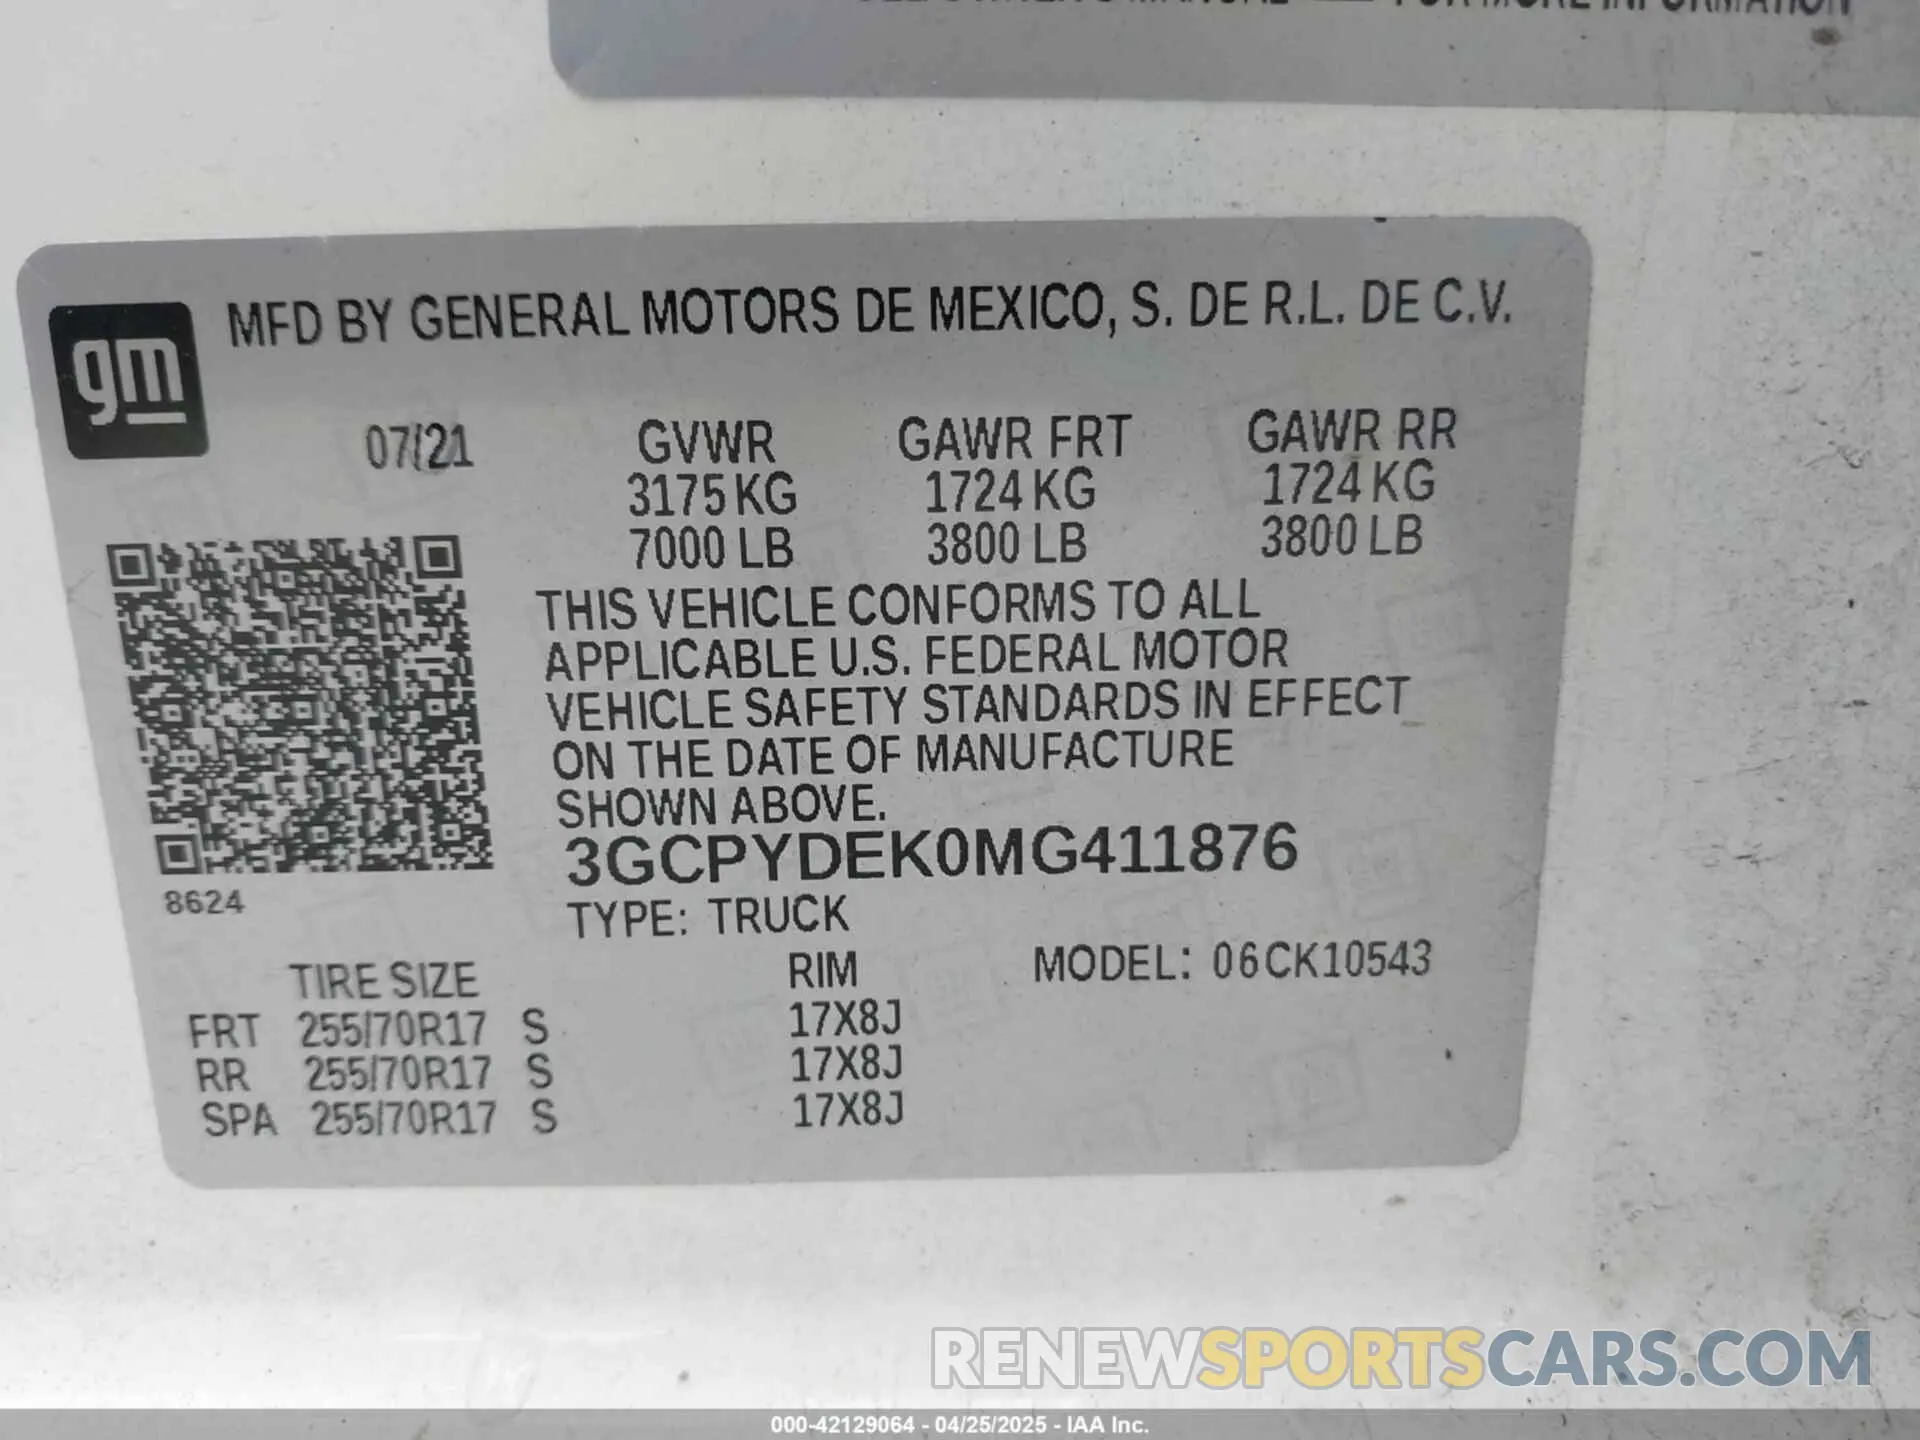 FOR MORE INFORMATION
gm
MFD BY GENERAL MOTORS DE MEXICO, S. DE R.L. DE C.V.
07/21 GVWR GAWR FRT GAWR RR
3175 KG 1724 KG 1724 KG
7000 LB 3800 LB 3800 LB
THIS VEHICLE CONFORMS TO ALL
APPLICABLE U.S. FEDERAL MOTOR
VEHICLE SAFETY STANDARDS IN EFFECT
ON THE DATE OF MANUFACTURE
SHOWN ABOVE.
3GCPYDEK0MG411876
8624
TYPE: TRUCK
TIRE SIZE RIM MODEL: 06CK10543
FRT 255/70R17 S 17X8J
RR 255/70R17 S 17X8J
SPA 255/70R17 S 17X8J
RENEWSPORTSCARS.COM
000-42129064 - 04/25/2025 - IAA Inc.